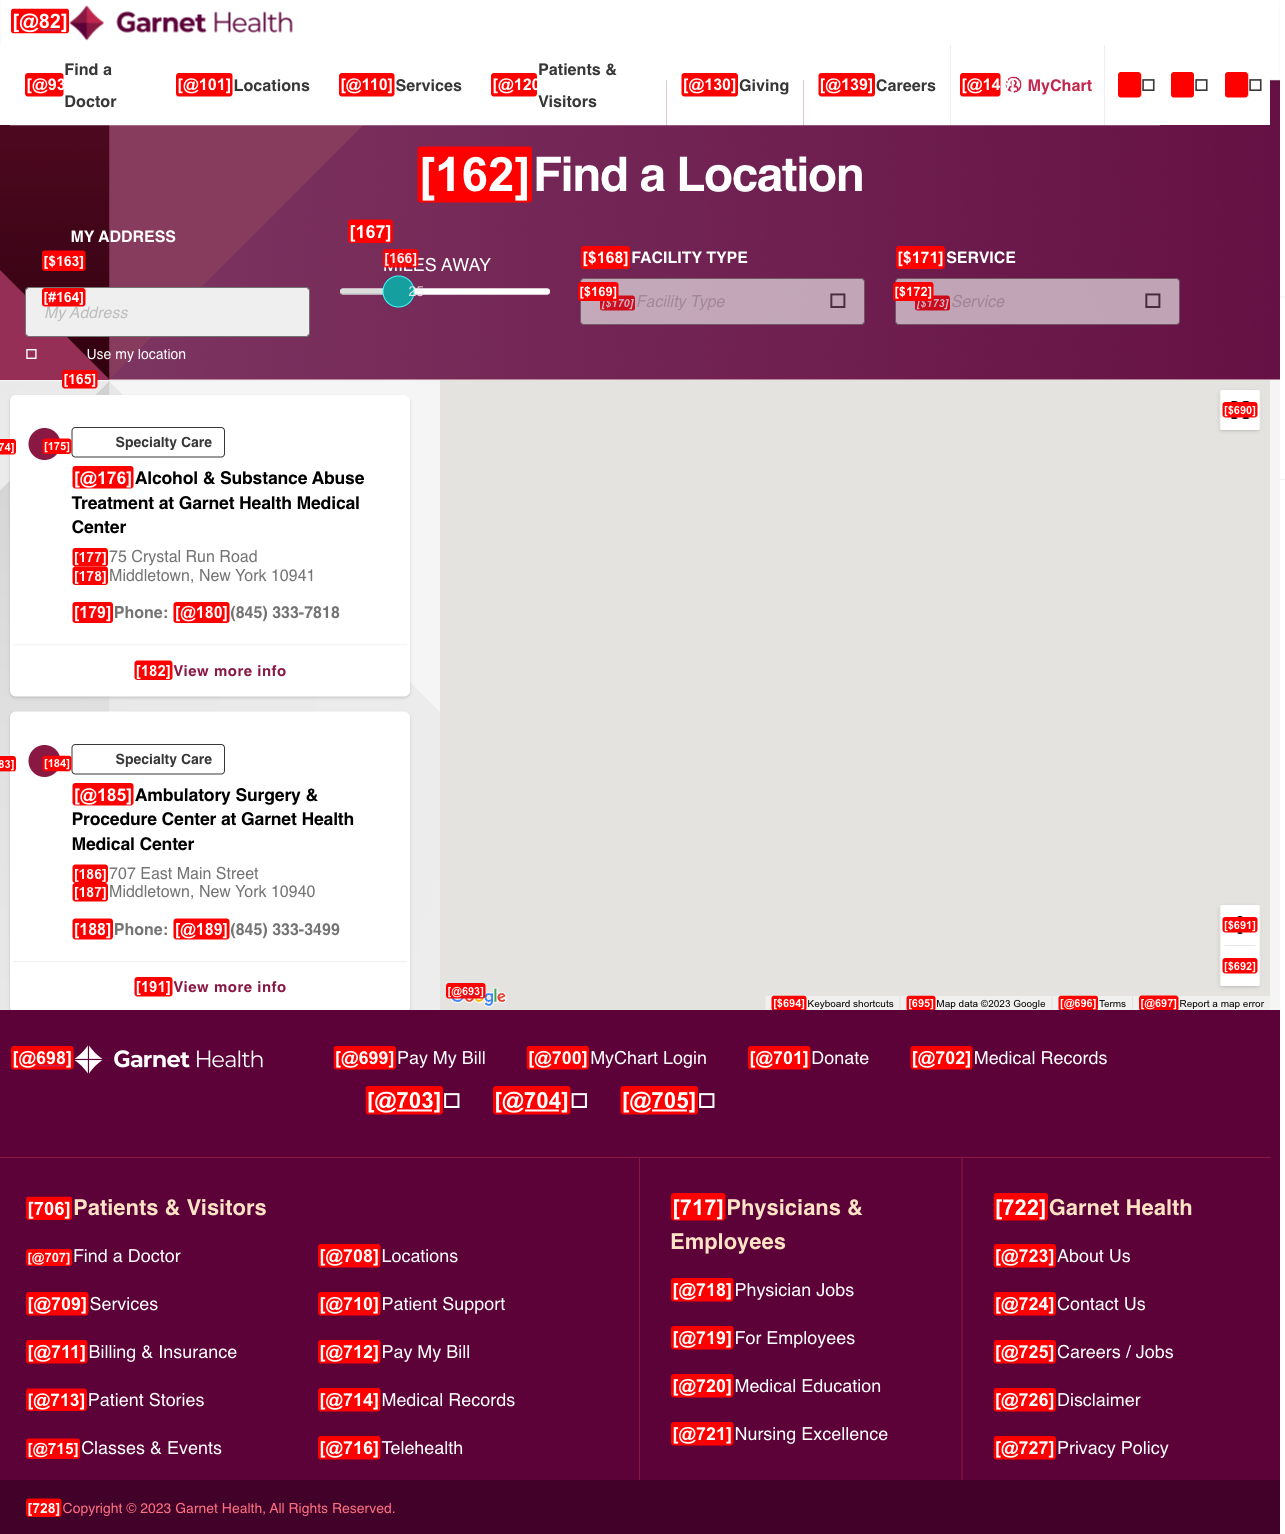 [@82] Garnet Health
[@93 Find a Doctor
[@101] Locations
[@110] Services
[@120 Patients & Visitors
[@130] Giving
[@139] Careers
[@14 MyChart
[162] Find a Location
MY ADDRESS
[$163]
[#164]
My Address
Use my location
[165]
[167]
[166]
MILES AWAY
25
[$168] FACILITY TYPE
[$169]
[$170] Facility Type
[$171] SERVICE
[$172]
[$173] Service
74] [175] Specialty Care
[@176] Alcohol & Substance Abuse
Treatment at Garnet Health Medical
Center
[177] 75 Crystal Run Road
[178] Middletown, New York 10941
[179] Phone: [@180] (845) 333-7818
[182] View more info
83] [184] Specialty Care
[@185] Ambulatory Surgery &
Procedure Center at Garnet Health
Medical Center
[186] 707 East Main Street
[187] Middletown, New York 10940
[188] Phone: [@189] (845) 333-3499
[191] View more info
[$690]
[$691]
[$692]
[@693] Google
[$694] Keyboard shortcuts [695] Map data ©2023 Google [@696] Terms [@697] Report a map error
[@698] Garnet Health
[@699] Pay My Bill [@700] MyChart Login [@701] Donate [@702] Medical Records
[@703] [@704] [@705]
[706] Patients & Visitors
[@707] Find a Doctor
[@708] Locations
[@709] Services
[@710] Patient Support
[@711] Billing & Insurance
[@712] Pay My Bill
[@713] Patient Stories
[@714] Medical Records
[@715] Classes & Events
[@716] Telehealth
[717] Physicians &
Employees
[@718] Physician Jobs
[@719] For Employees
[@720] Medical Education
[@721] Nursing Excellence
[722] Garnet Health
[@723] About Us
[@724] Contact Us
[@725] Careers / Jobs
[@726] Disclaimer
[@727] Privacy Policy
[728] Copyright © 2023 Garnet Health, All Rights Reserved.